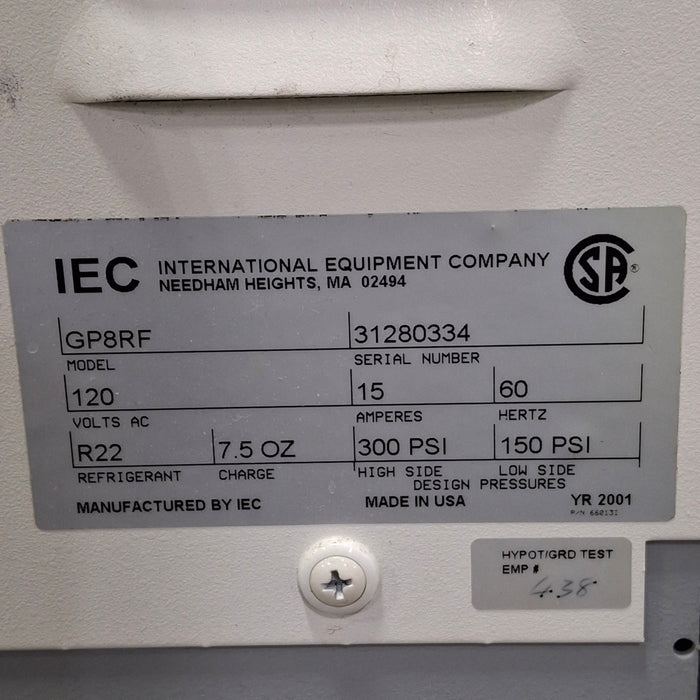 IEC INTERNATIONAL EQUIPMENT COMPANY
NEEDHAM HEIGHTS, MA 02494
SA ®
GP8RF 31280334
MODEL SERIAL NUMBER
120 15 60
VOLTS AC AMPERES HERTZ
R22 7.5 OZ 300 PSI 150 PSI
REFRIGERANT CHARGE HIGH SIDE LOW SIDE
DESIGN PRESSURES
MANUFACTURED BY IEC MADE IN USA YR 2001
P/N 660131
HYPOT/GRD TEST
EMP # 438